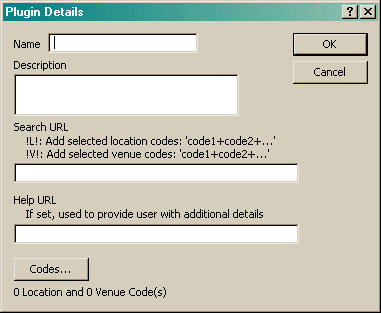 Plugin Details
Name
OK
Description
Cancel
Search URL
!L!: Add selected location codes: 'code1+code2+...'
!V!: Add selected venue codes: 'code1+code2+...'
Help URL
If set, used to provide user with additional details
Codes...
0 Location and 0 Venue Code(s)